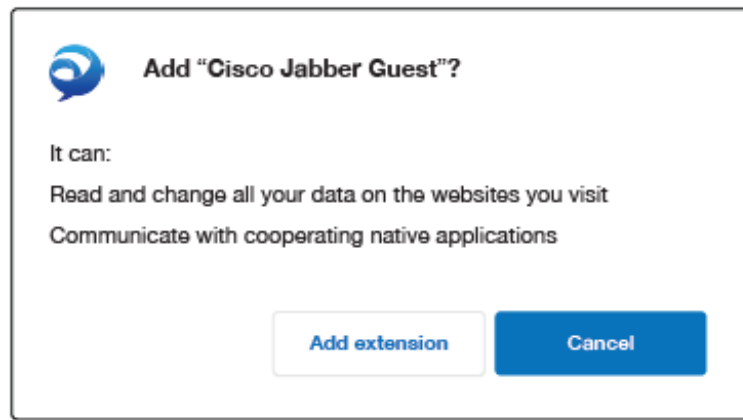 Add “Cisco Jabber Guest”?
It can:
Read and change all your data on the websites you visit
Communicate with cooperating native applications
Add extension
Cancel